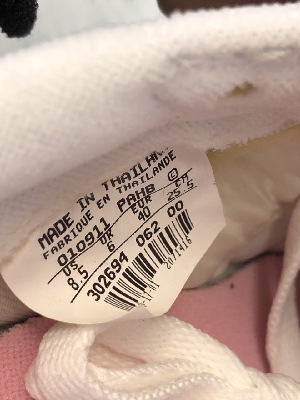 MADE IN THAILAN
FABRIQUE EN THAILANDE
010911 PAHB
US UK EUR CM
8.5 6 40 25.5
302694 062 00